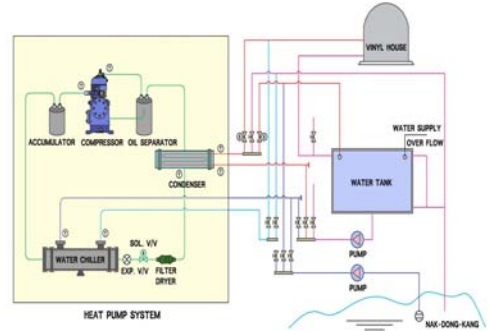 VINYL HOUSE
ACCUMULATOR
COMPRESSOR
OIL SEPARATOR
WATER SUPPLY
OVER FLOW
CONDENSER
WATER TANK
SOL. V/V
WATER CHILLER
EXP. V/V
FILTER
DRYER
PUMP
PUMP
HEAT PUMP SYSTEM
NAK-DONG-KANG